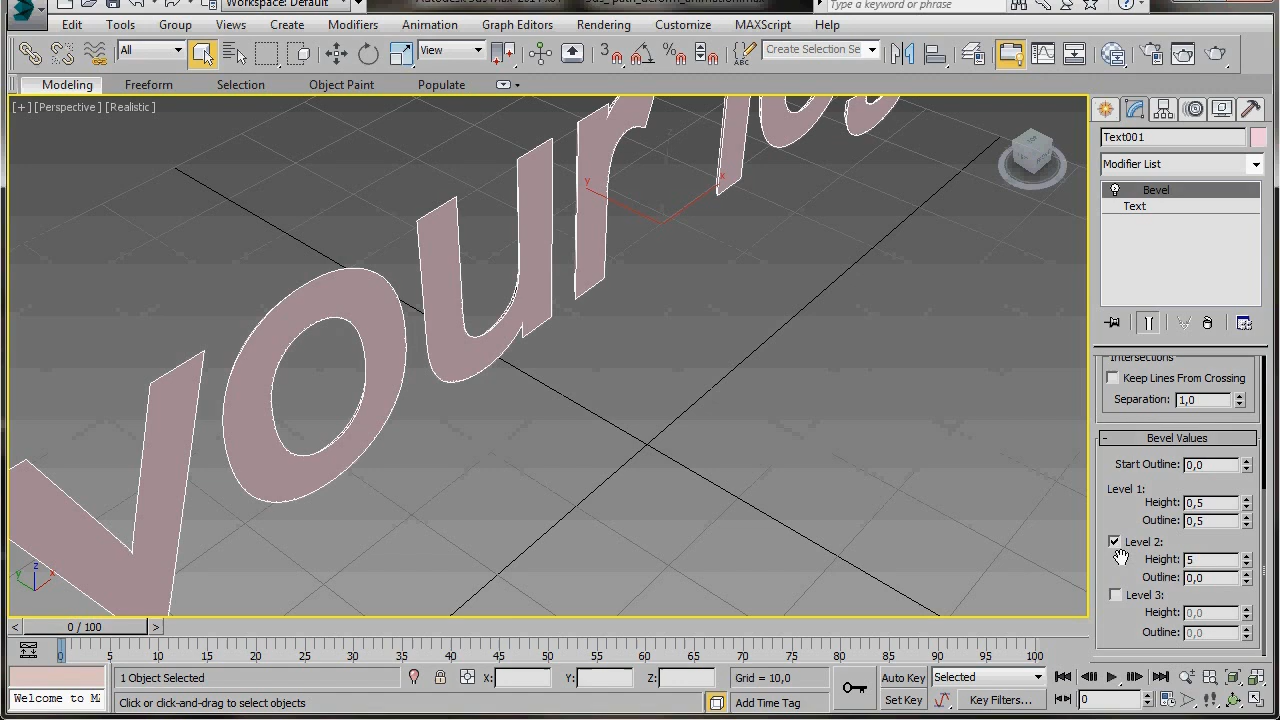 Workspace: Default
3ds_path_deform_animation.max
Type a keyword or phrase
Edit Tools Group Views Create Modifiers Animation Graph Editors Rendering Customize MAXScript Help
All View Create Selection Se
Modeling Freeform Selection Object Paint Populate
[+] [Perspective] [Realistic]
your
y x
z
y x
Text001
Modifier List
Bevel
Text
Intersections
Keep Lines From Crossing
Separation: 1,0
- Bevel Values
Start Outline: 0,0
Level 1:
Height: 0,5
Outline: 0,5
Level 2:
Height: 5
Outline: 0,0
Level 3:
Height: 0,0
Outline: 0,0
< 0 / 100 >
0 5 10 15 20 25 30 35 40 45 50 55 60 65 70 75 80 85 90 95 100
1 Object Selected X: Y: Z: Grid = 10,0 Auto Key Selected
Welcome to M Click or click-and-drag to select objects Add Time Tag Set Key Key Filters... 0